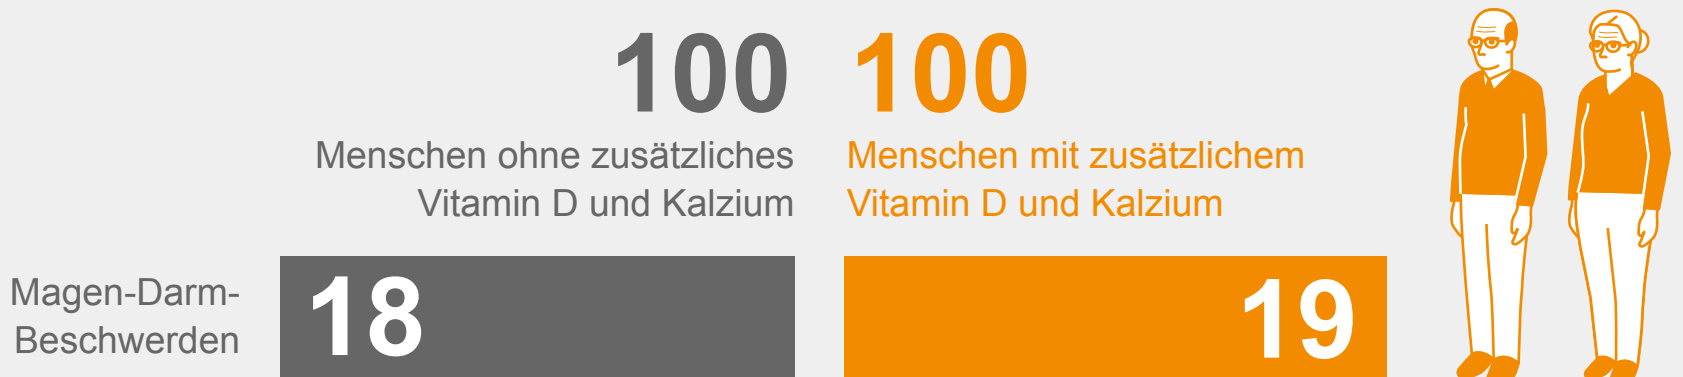 100
Menschen ohne zusätzliches
Vitamin D und Kalzium
100
Menschen mit zusätzlichem
Vitamin D und Kalzium
Magen-Darm-
Beschwerden
18
19